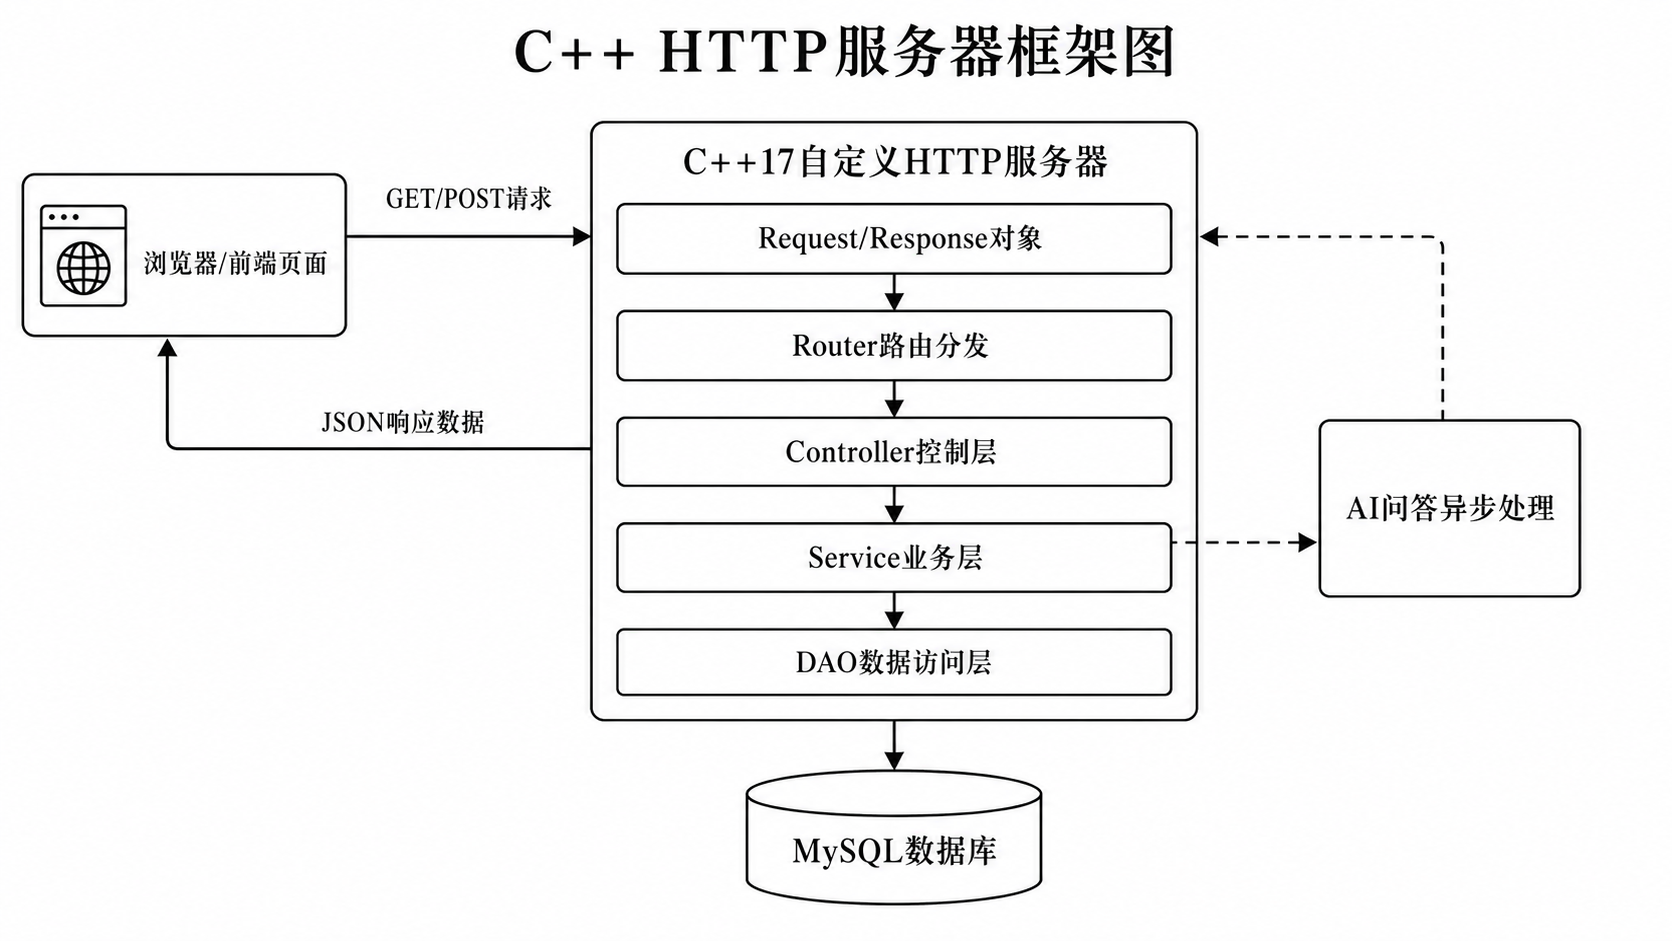 C++ HTTP服务器框架图
C++17自定义HTTP服务器
GET/POST请求
浏览器/前端页面
Request/Response对象
Router路由分发
JSON响应数据
Controller控制层
AI问答异步处理
Service业务层
DAO数据访问层
MySQL数据库